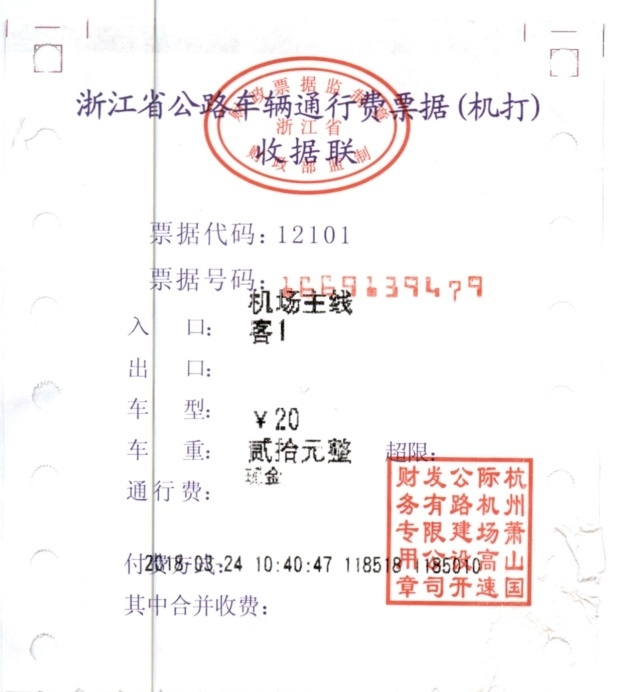 浙江省公路车辆通行费票据(机打)
财政票据监制章
浙江省
财政部监制
收据联
票据代码: 12101
票据号码: 1669139479
机场主线
入 口:
客1
出 口:
车 型:
￥20
车 重:
贰拾元整
超限:
现金
通行费:
杭州萧山国
际机场高速
公路建设开
发有限公司
财务专用章
付费方式:
2018-03-24 10:40:47 118518 1185010
其中合并收费: